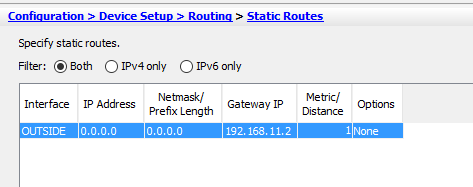 Configuration > Device Setup > Routing > Static Routes
Specify static routes.
Filter: Both IPv4 only IPv6 only
Interface IP Address Netmask/ Prefix Length Gateway IP Metric/ Distance Options
OUTSIDE 0.0.0.0 0.0.0.0 192.168.11.2 1 None